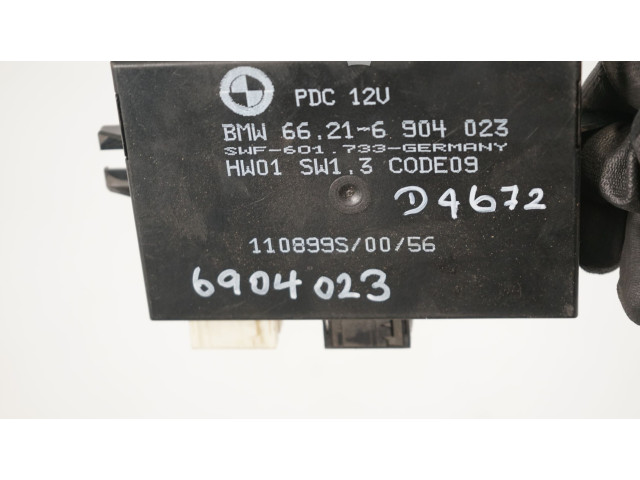 PDC 12V
BMW 66.21-6 904 023
SWF-601.733-GERMANY
HW01 SW1.3 CODE09
D4672
110899S/00/56
6904023